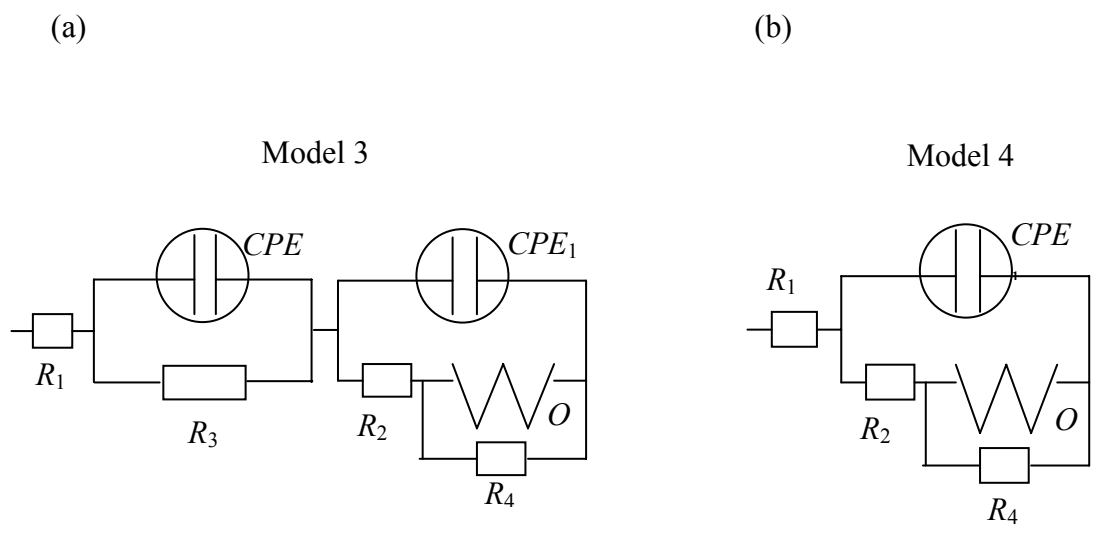 (a)
Model 3
CPE
CPE₁
R₁
R₃
R₂
O
R₄
(b)
Model 4
CPE
R₁
R₂
O
R₄